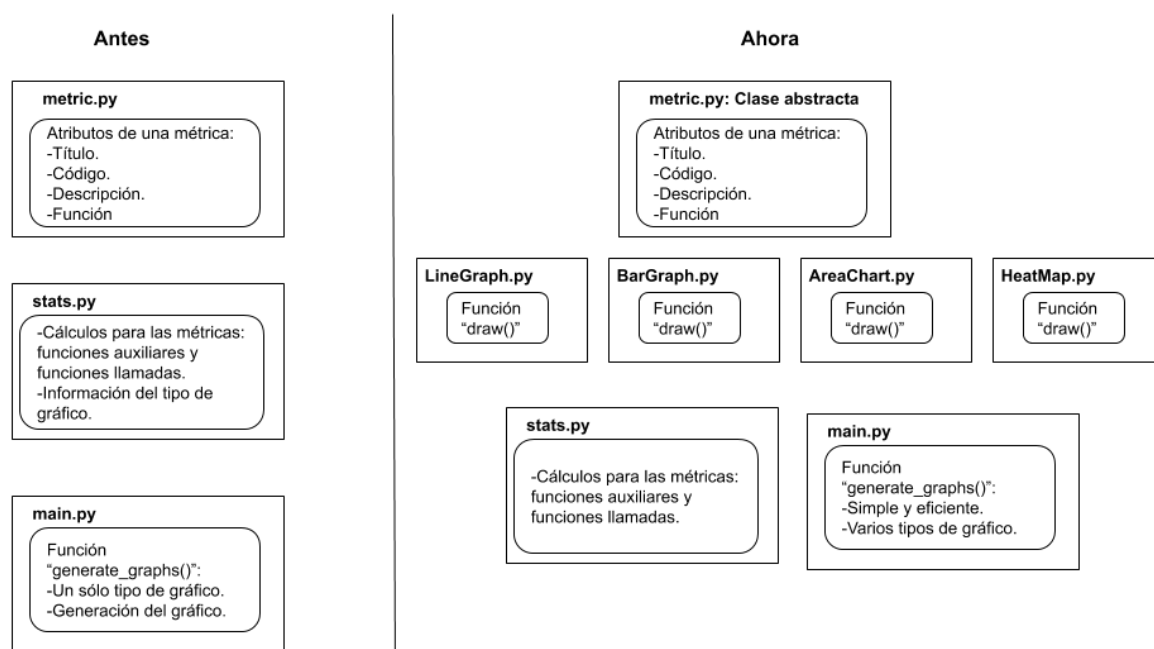 Antes
metric.py
Atributos de una métrica:
-Título.
-Código.
-Descripción.
-Función
stats.py
-Cálculos para las métricas:
funciones auxiliares y
funciones llamadas.
-Información del tipo de
gráfico.
main.py
Función
“generate_graphs()”:
-Un sólo tipo de gráfico.
-Generación del gráfico.
Ahora
metric.py: Clase abstracta
Atributos de una métrica:
-Título.
-Código.
-Descripción.
-Función
LineGraph.py
Función
“draw()”
BarGraph.py
Función
“draw()”
AreaChart.py
Función
“draw()”
HeatMap.py
Función
“draw()”
stats.py
-Cálculos para las métricas:
funciones auxiliares y
funciones llamadas.
main.py
Función
“generate_graphs()”:
-Simple y eficiente.
-Varios tipos de gráfico.